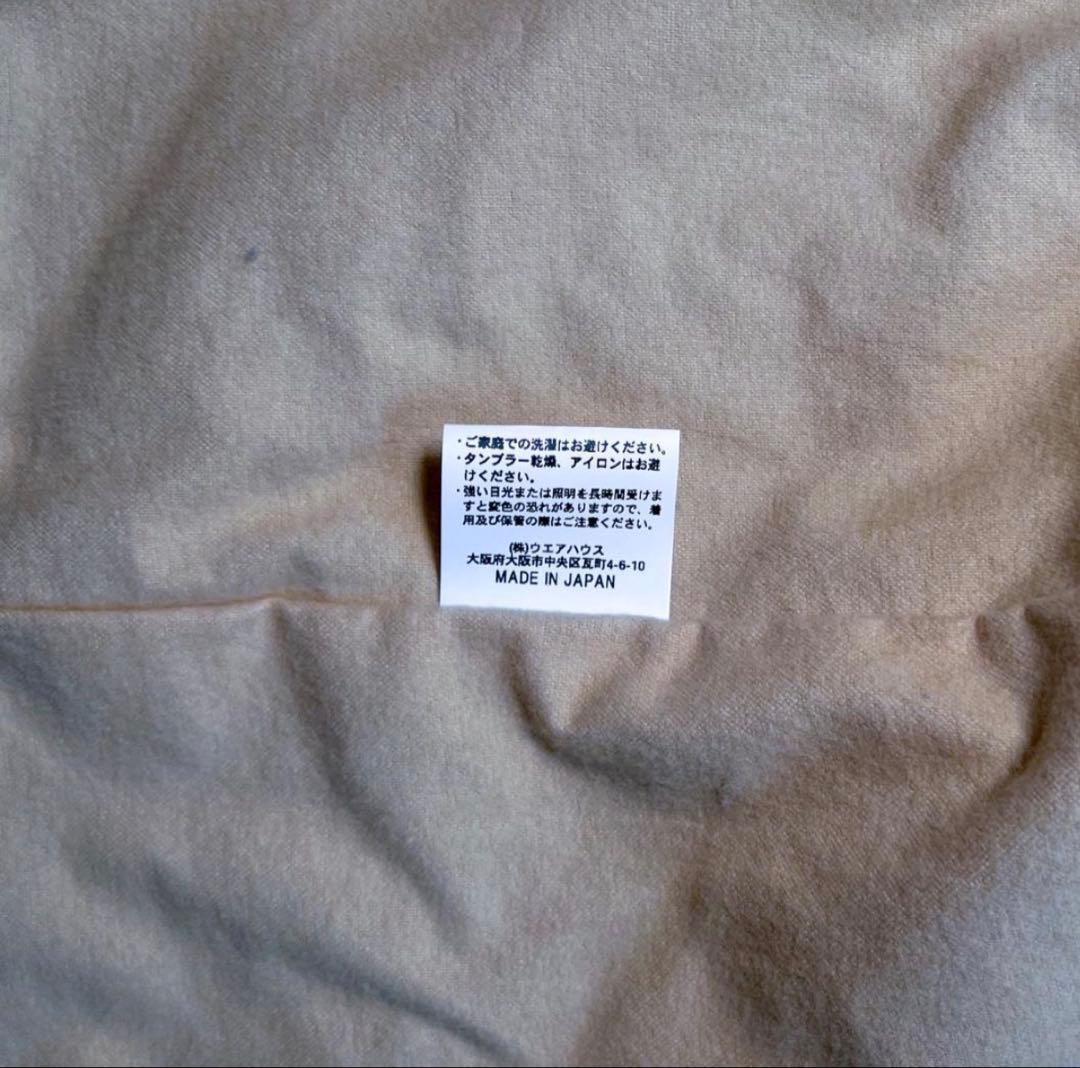 ・ご家庭での洗濯はお避けください。
・タンブラー乾燥、アイロンはお避
けください。
・強い日光または照明を長時間受けま
すと変色の恐れがありますので、着
用及び保管の際はご注意ください。
(株)ウエアハウス
大阪府大阪市中央区瓦町4-6-10
MADE IN JAPAN